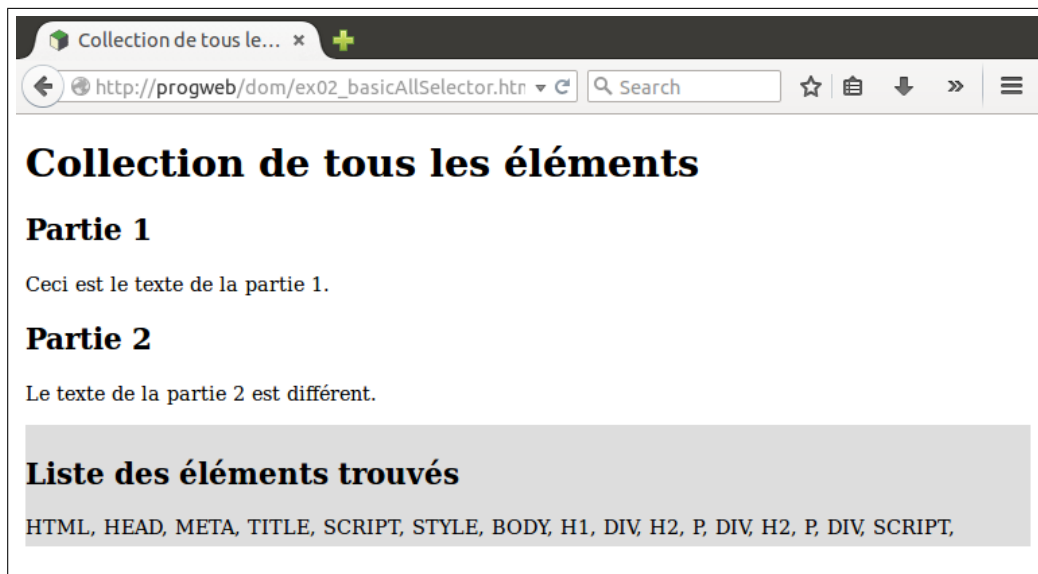 Collection de tous le... ×
http://progweb/dom/ex02_basicAllSelector.htm
Search
Collection de tous les éléments
Partie 1
Ceci est le texte de la partie 1.
Partie 2
Le texte de la partie 2 est différent.
Liste des éléments trouvés
HTML, HEAD, META, TITLE, SCRIPT, STYLE, BODY, H1, DIV, H2, P, DIV, H2, P, DIV, SCRIPT,